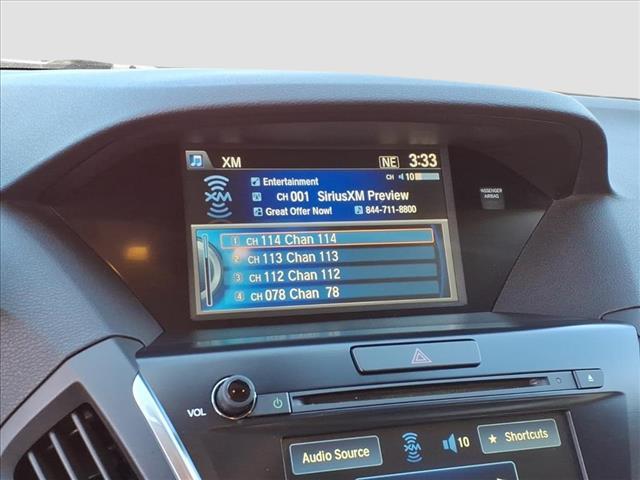 XM NE 3:33
Entertainment CH 10
CH 001 SiriusXM Preview
Great Offer Now! 844-711-8800
1 CH 114 Chan 114
2 CH 113 Chan 113
3 CH 112 Chan 112
4 CH 078 Chan 78
PASSENGER
AIRBAG
VOL
Audio Source XM 10 Shortcuts